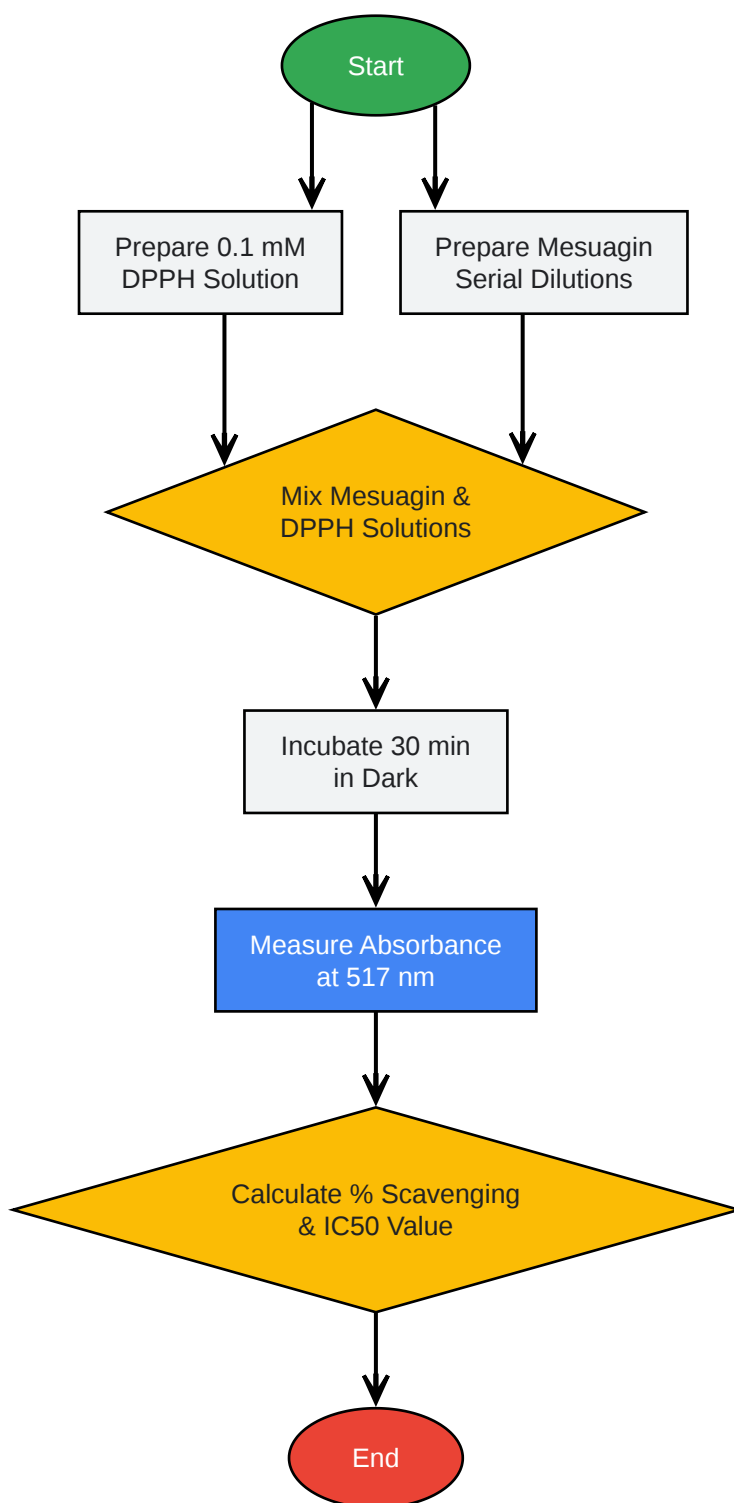 Start
Prepare 0.1 mM
DPPH Solution
Prepare Mesuagin
Serial Dilutions
Mix Mesuagin &
DPPH Solutions
Incubate 30 min
in Dark
Measure Absorbance
at 517 nm
Calculate % Scavenging
& IC50 Value
End